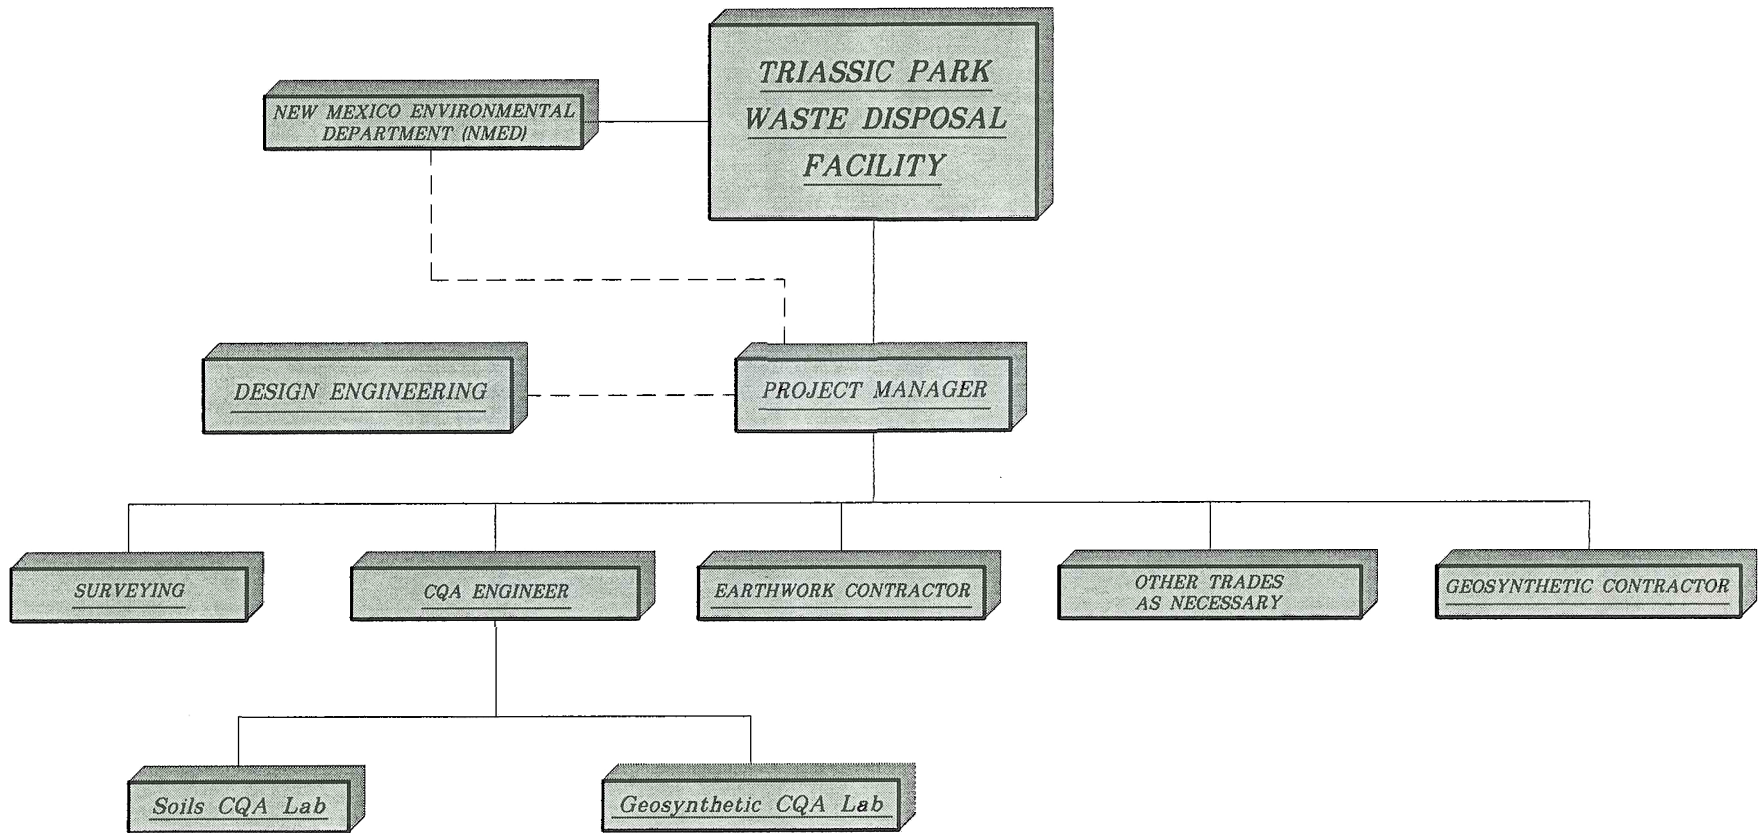 TRIASSIC PARK
WASTE DISPOSAL
FACILITY
NEW MEXICO ENVIRONMENTAL
DEPARTMENT (NMED)
DESIGN ENGINEERING
PROJECT MANAGER
SURVEYING
CQA ENGINEER
EARTHWORK CONTRACTOR
OTHER TRADES
AS NECESSARY
GEOSYNTHETIC CONTRACTOR
Soils CQA Lab
Geosynthetic CQA Lab